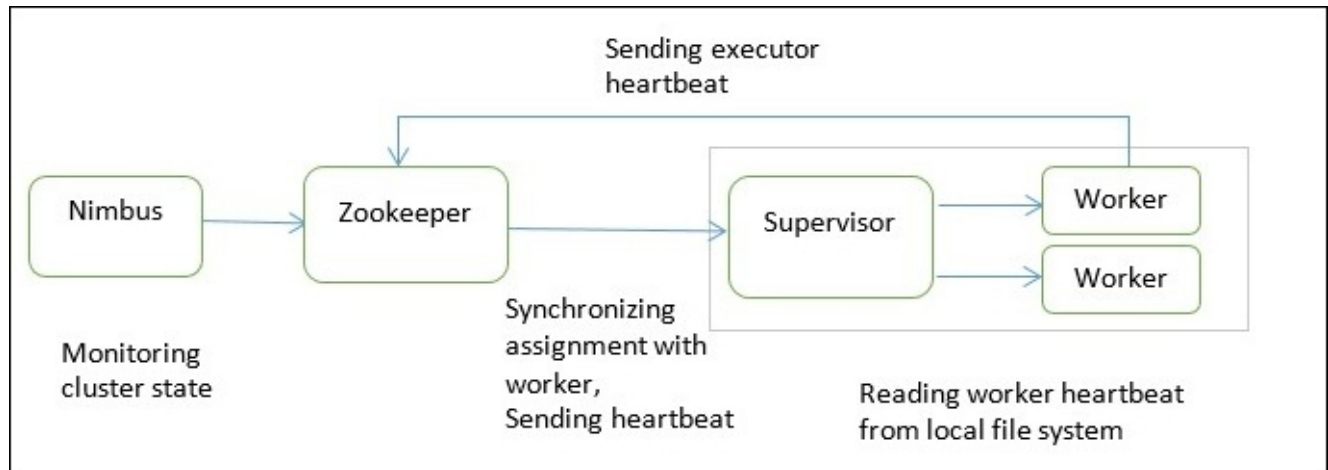 Sending executor
heartbeat
Nimbus
Zookeeper
Supervisor
Worker
Worker
Monitoring
cluster state
Synchronizing
assignment with
worker,
Sending heartbeat
Reading worker heartbeat
from local file system